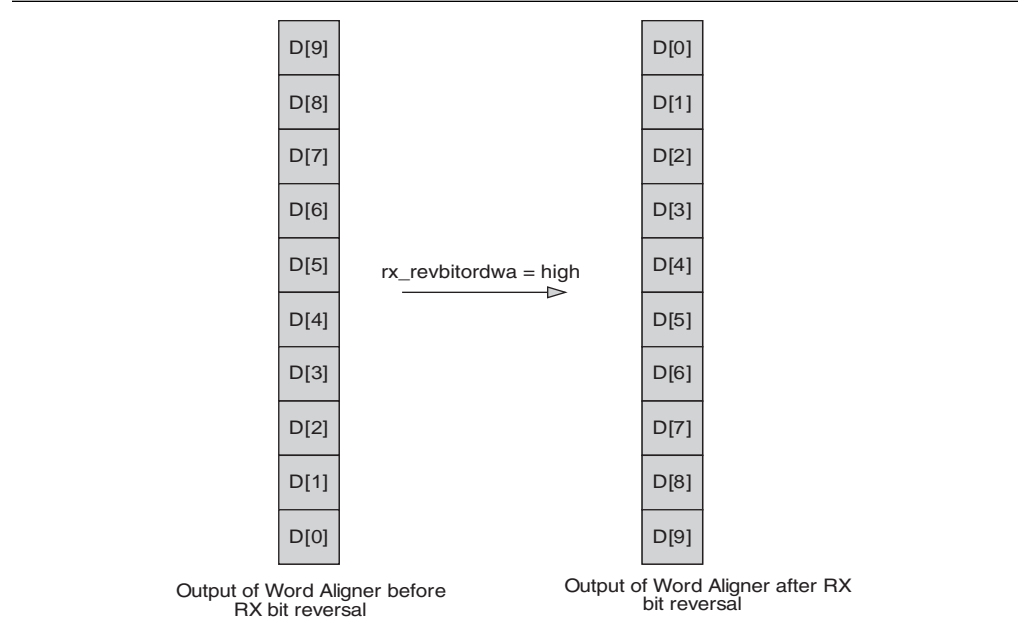 D[9]
D[8]
D[7]
D[6]
D[5]
D[4]
D[3]
D[2]
D[1]
D[0]
Output of Word Aligner before
RX bit reversal
rx_revbitordwa = high
D[0]
D[1]
D[2]
D[3]
D[4]
D[5]
D[6]
D[7]
D[8]
D[9]
Output of Word Aligner after RX
bit reversal